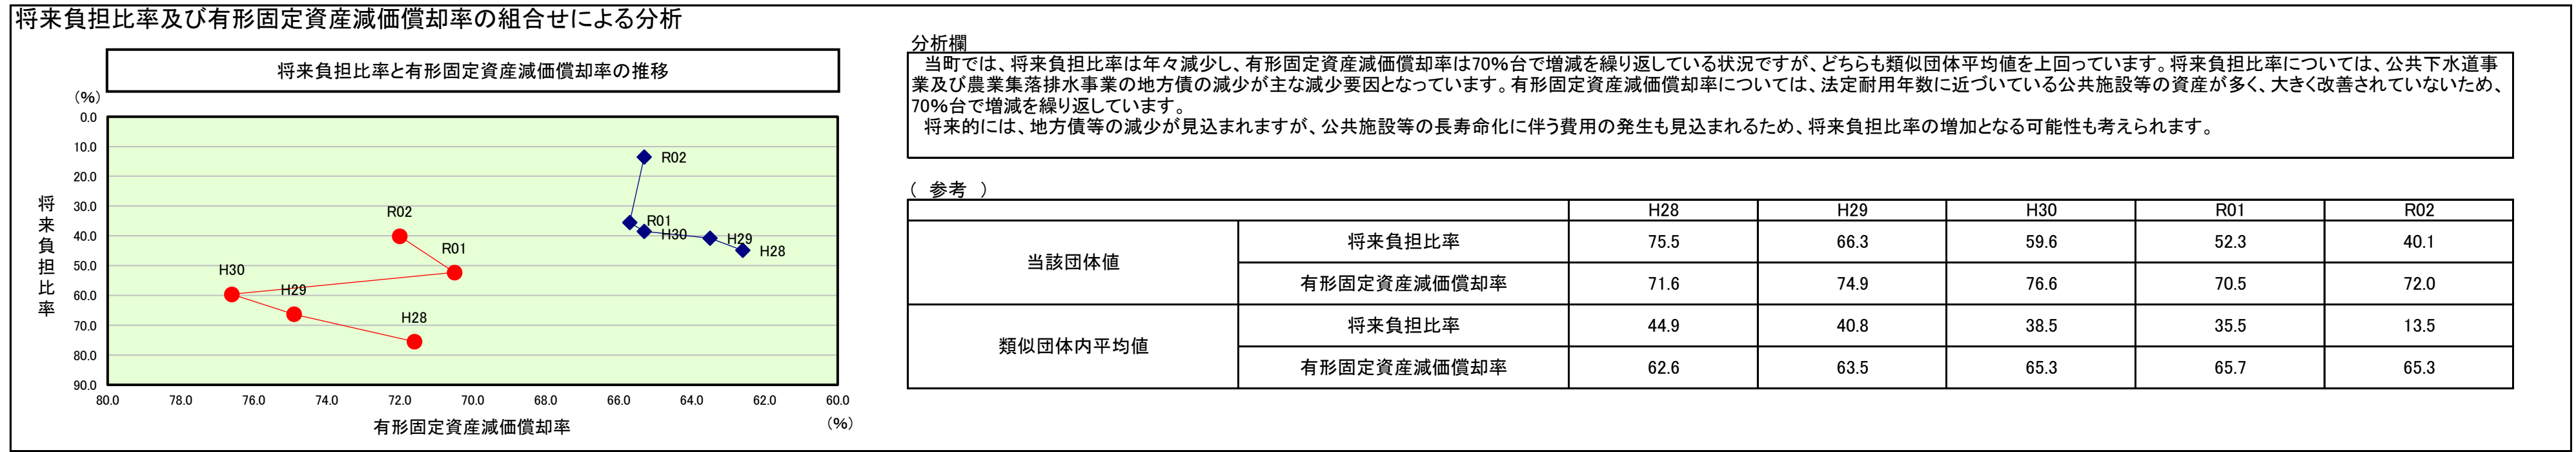 将来負担比率及び有形固定資産減価償却率の組合せによる分析
将来負担比率と有形固定資産減価償却率の推移
(%)
0.0
10.0
20.0
30.0
40.0
50.0
60.0
70.0
80.0
90.0
将来負担比率
R02
R01
H30
H29
H28
R02
R01
H30
H29
H28
80.0 78.0 76.0 74.0 72.0 70.0 68.0 66.0 64.0 62.0 60.0
有形固定資産減価償却率
(%)
分析欄
当町では、将来負担比率は年々減少し、有形固定資産減価償却率は70%台で増減を繰り返している状況ですが、どちらも類似団体平均値を上回っています。将来負担比率については、公共下水道事
業及び農業集落排水事業の地方債の減少が主な減少要因となっています。有形固定資産減価償却率については、法定耐用年数に近づいている公共施設等の資産が多く、大きく改善されていないため、
70%台で増減を繰り返しています。
将来的には、地方債等の減少が見込まれますが、公共施設等の長寿命化に伴う費用の発生も見込まれるため、将来負担比率の増加となる可能性も考えられます。
( 参考 )
H28 H29 H30 R01 R02
当該団体値
将来負担比率 75.5 66.3 59.6 52.3 40.1
有形固定資産減価償却率 71.6 74.9 76.6 70.5 72.0
類似団体内平均値
将来負担比率 44.9 40.8 38.5 35.5 13.5
有形固定資産減価償却率 62.6 63.5 65.3 65.7 65.3